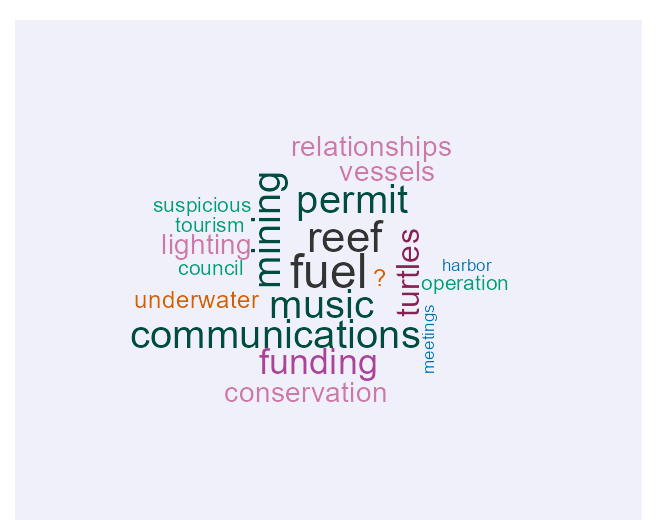 relationships
vessels
permit
mining
suspicious
tourism
lighting
council
reef
fuel
?
turtles
harbor
operation
underwater
music
communications
meetings
funding
conservation